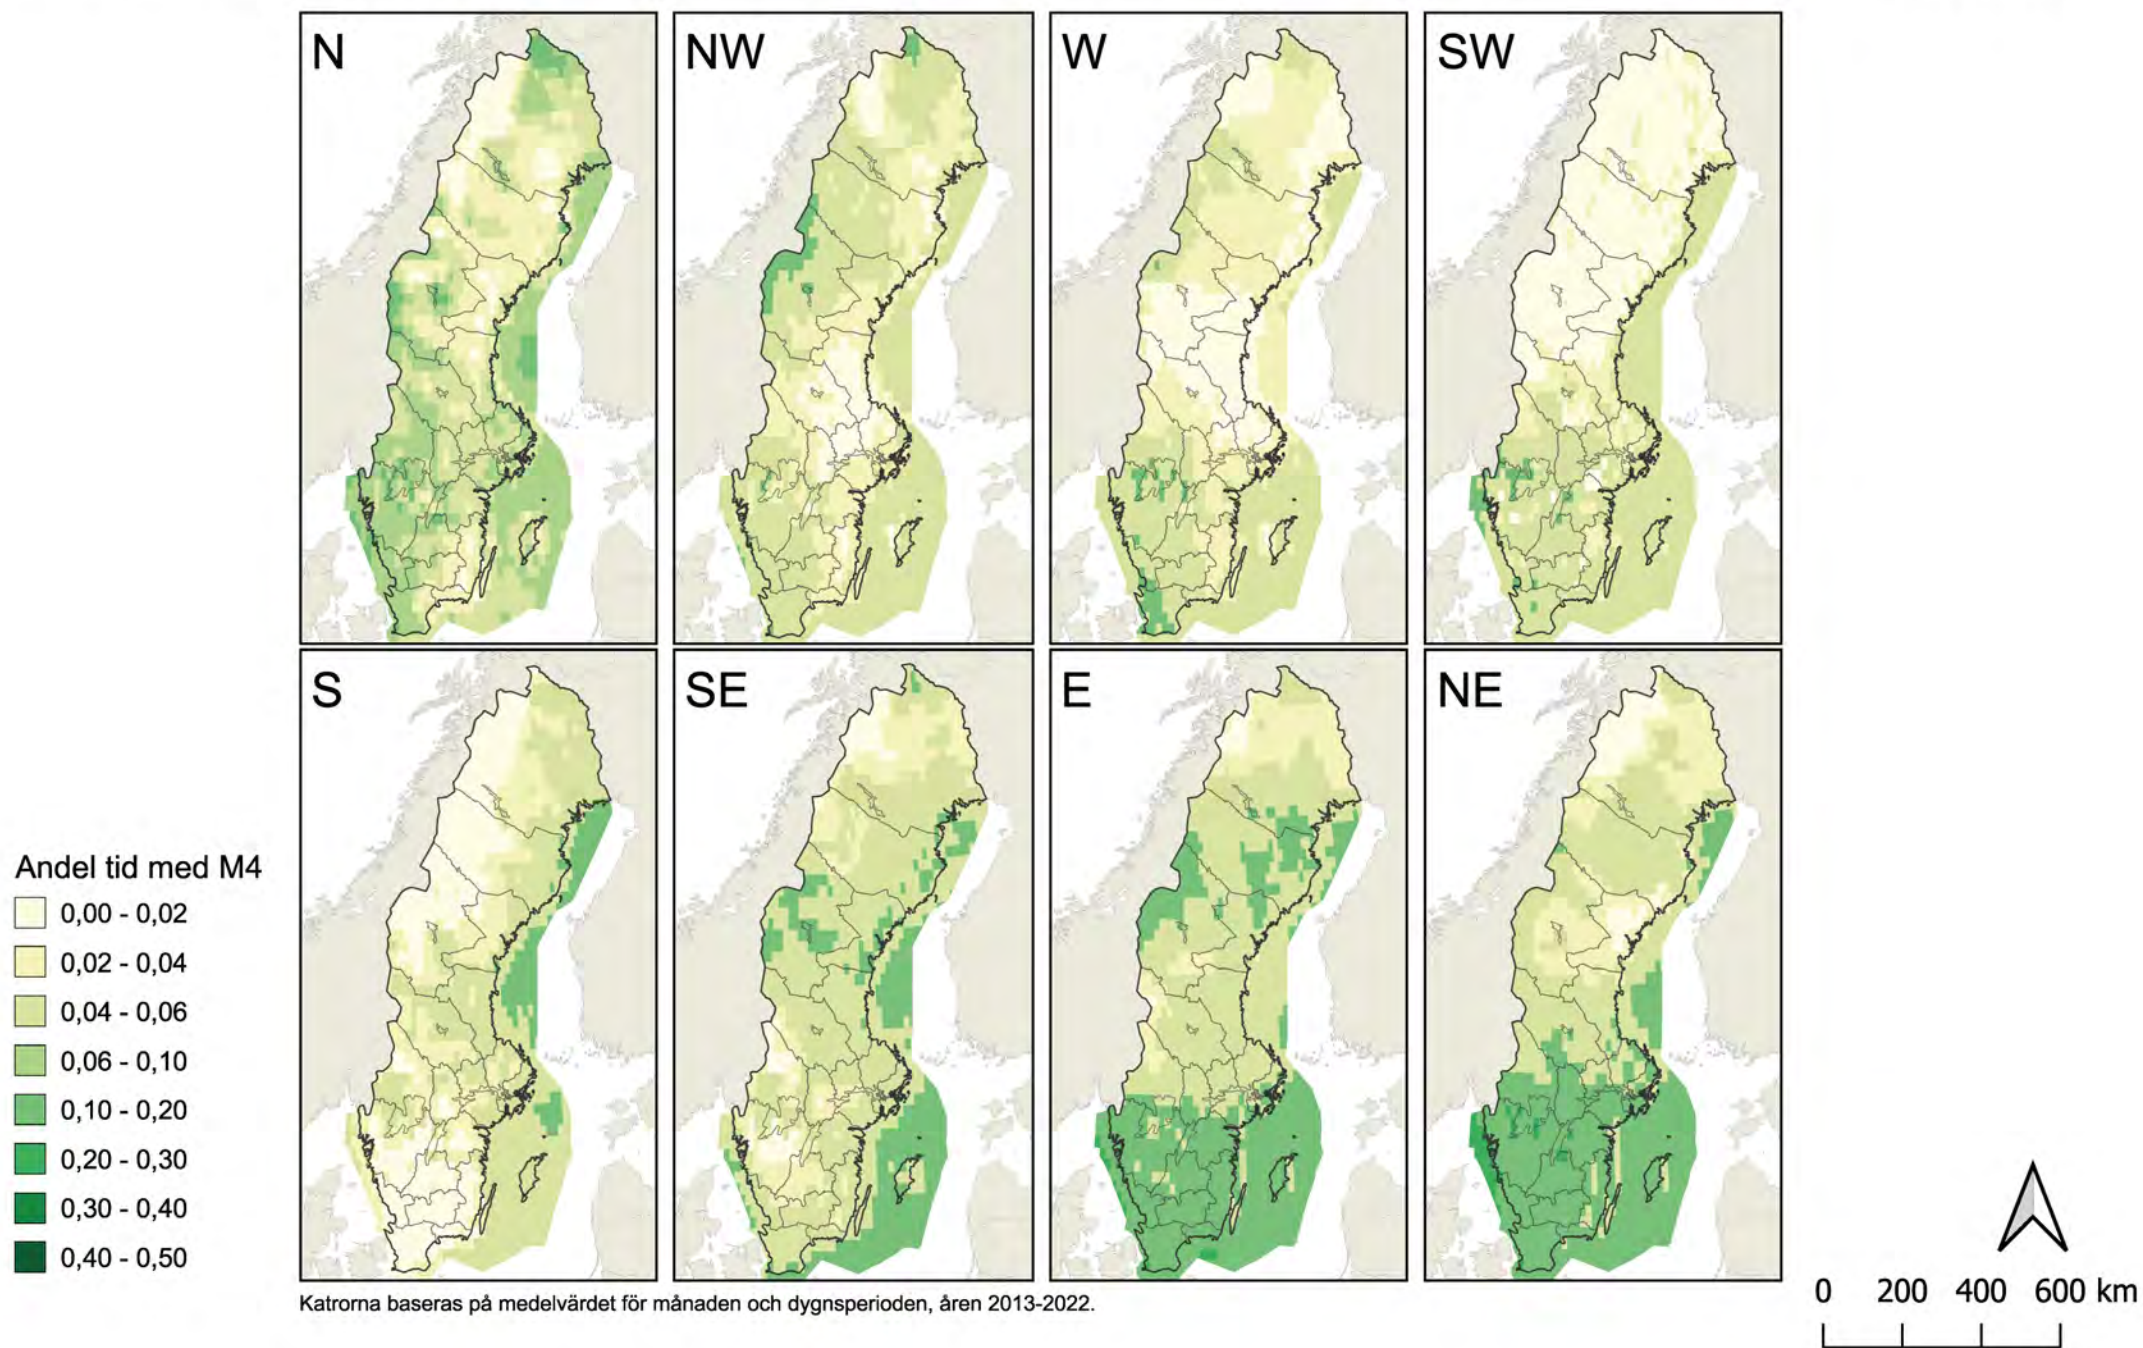 N
NW
W
SW
S
SE
E
NE
Andel tid med M4
0,00 - 0,02
0,02 - 0,04
0,04 - 0,06
0,06 - 0,10
0,10 - 0,20
0,20 - 0,30
0,30 - 0,40
0,40 - 0,50
Katrorna baseras på medelvärdet för månaden och dygnsperioden, åren 2013-2022.
0 200 400 600 km